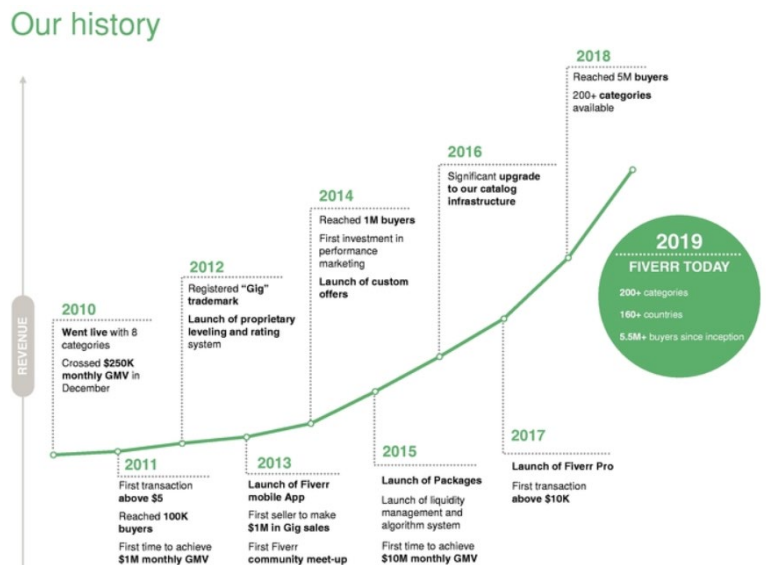 Our history
REVENUE
2010
Went live with 8
categories
Crossed $250K
monthly GMV in
December
2011
First transaction
above $5
Reached 100K
buyers
First time to achieve
$1M monthly GMV
2012
Registered “Gig”
trademark
Launch of proprietary
leveling and rating
system
2013
Launch of Fiverr
mobile App
First seller to make
$1M in Gig sales
First Fiverr
community meet-up
2014
Reached 1M buyers
First investment in
performance
marketing
Launch of custom
offers
2015
Launch of Packages
Launch of liquidity
management and
algorithm system
First time to achieve
$10M monthly GMV
2016
Significant upgrade
to our catalog
infrastructure
2017
Launch of Fiverr Pro
First transaction
above $10K
2018
Reached 5M buyers
200+ categories
available
2019
FIVERR TODAY
200+ categories
160+ countries
5.5M+ buyers since inception